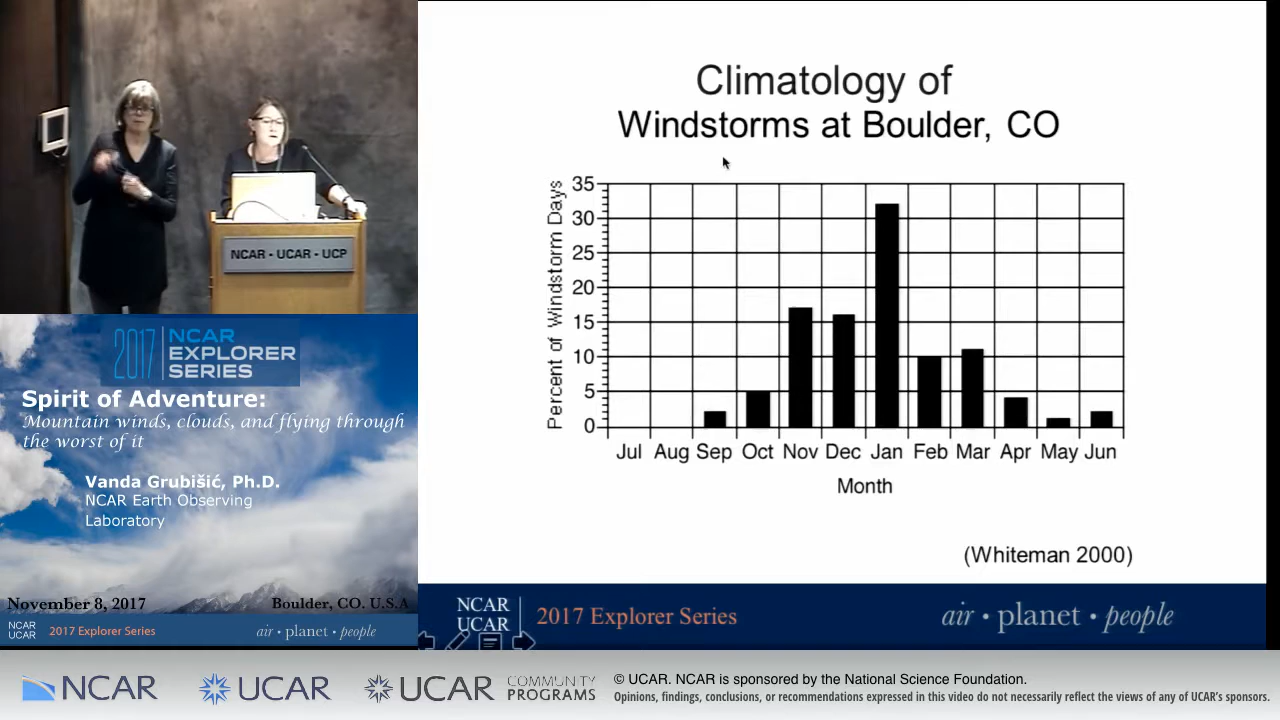 NCAR • UCAR • UCP
2017
NCAR
EXPLORER
SERIES
Spirit of Adventure:
Mountain winds, clouds, and flying through
the worst of it
Vanda Grubišić, Ph.D.
NCAR Earth Observing
Laboratory
November 8, 2017
Boulder, CO. U.S.A
NCAR
UCAR
2017 Explorer Series
air • planet • people
Climatology of
Windstorms at Boulder, CO
Percent of Windstorm Days
35
30
25
20
15
10
5
0
Jul Aug Sep Oct Nov Dec Jan Feb Mar Apr May Jun
Month
(Whiteman 2000)
NCAR
UCAR
2017 Explorer Series
air • planet • people
NCAR
UCAR
UCAR
COMMUNITY
PROGRAMS
© UCAR. NCAR is sponsored by the National Science Foundation.
Opinions, findings, conclusions, or recommendations expressed in this video do not necessarily reflect the views of any of UCAR's sponsors.